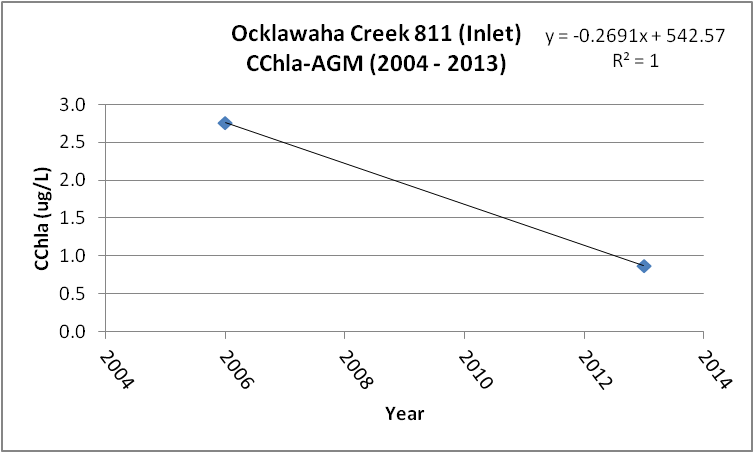 Ocklawaha Creek 811 (Inlet)
CChla-AGM (2004 - 2013)
y = -0.2691x + 542.57
R² = 1
3.0
2.5
2.0
1.5
1.0
0.5
0.0
CChla (ug/L)
2004
2006
2008
2010
2012
2014
Year